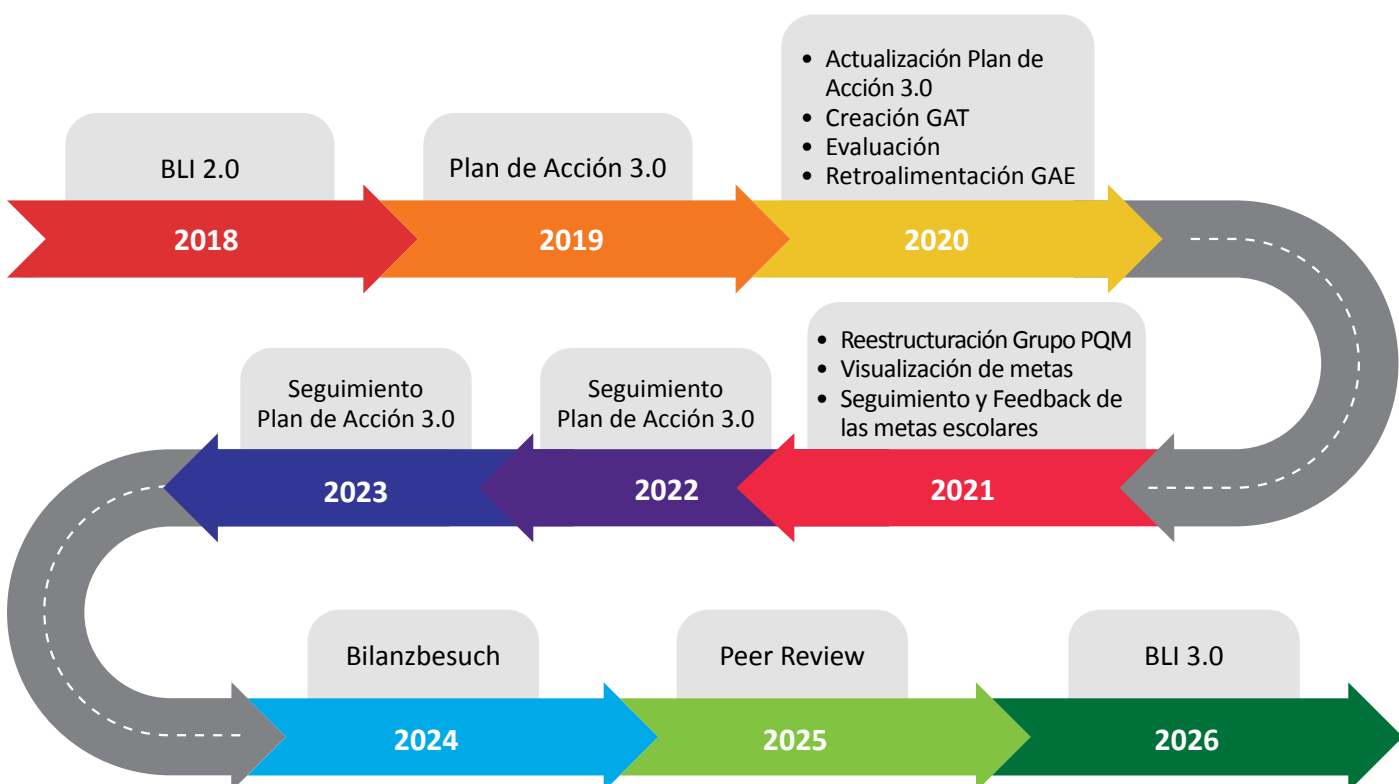 BLI 2.0
2018
Plan de Acción 3.0
2019
• Actualización Plan de
Acción 3.0
• Creación GAT
• Evaluación
• Retroalimentación GAE
2020
• Reestructuración Grupo PQM
• Visualización de metas
• Seguimiento y Feedback de
las metas escolares
2021
Seguimiento
Plan de Acción 3.0
2022
Seguimiento
Plan de Acción 3.0
2023
Bilanzbesuch
2024
Peer Review
2025
BLI 3.0
2026